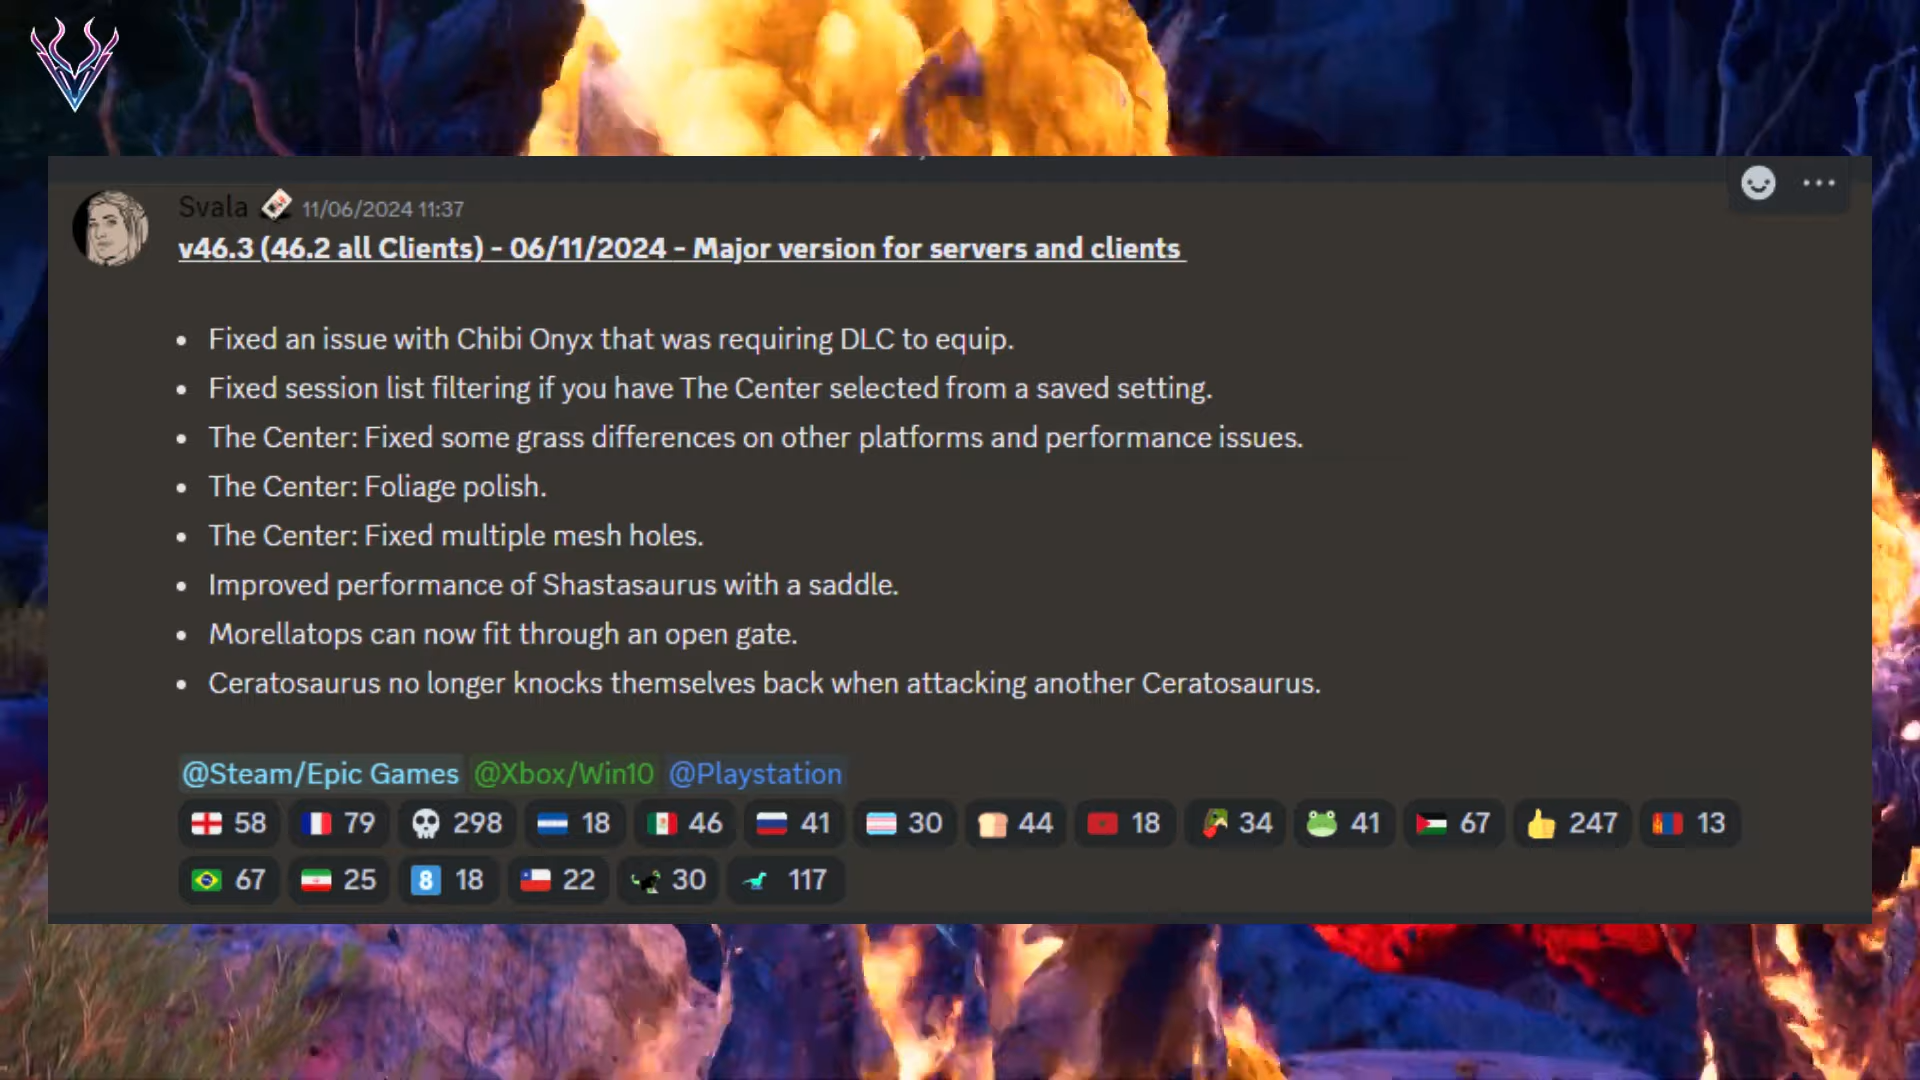 Svala 11/06/2024 11:37
v46.3 (46.2 all Clients) - 06/11/2024 - Major version for servers and clients
• Fixed an issue with Chibi Onyx that was requiring DLC to equip.
• Fixed session list filtering if you have The Center selected from a saved setting.
• The Center: Fixed some grass differences on other platforms and performance issues.
• The Center: Foliage polish.
• The Center: Fixed multiple mesh holes.
• Improved performance of Shastasaurus with a saddle.
• Morellatops can now fit through an open gate.
• Ceratosaurus no longer knocks themselves back when attacking another Ceratosaurus.
@Steam/Epic Games @Xbox/Win10 @Playstation
58 79 298 18 46 41 30 44 18 34 41 67 247 13
67 25 8 18 22 30 117